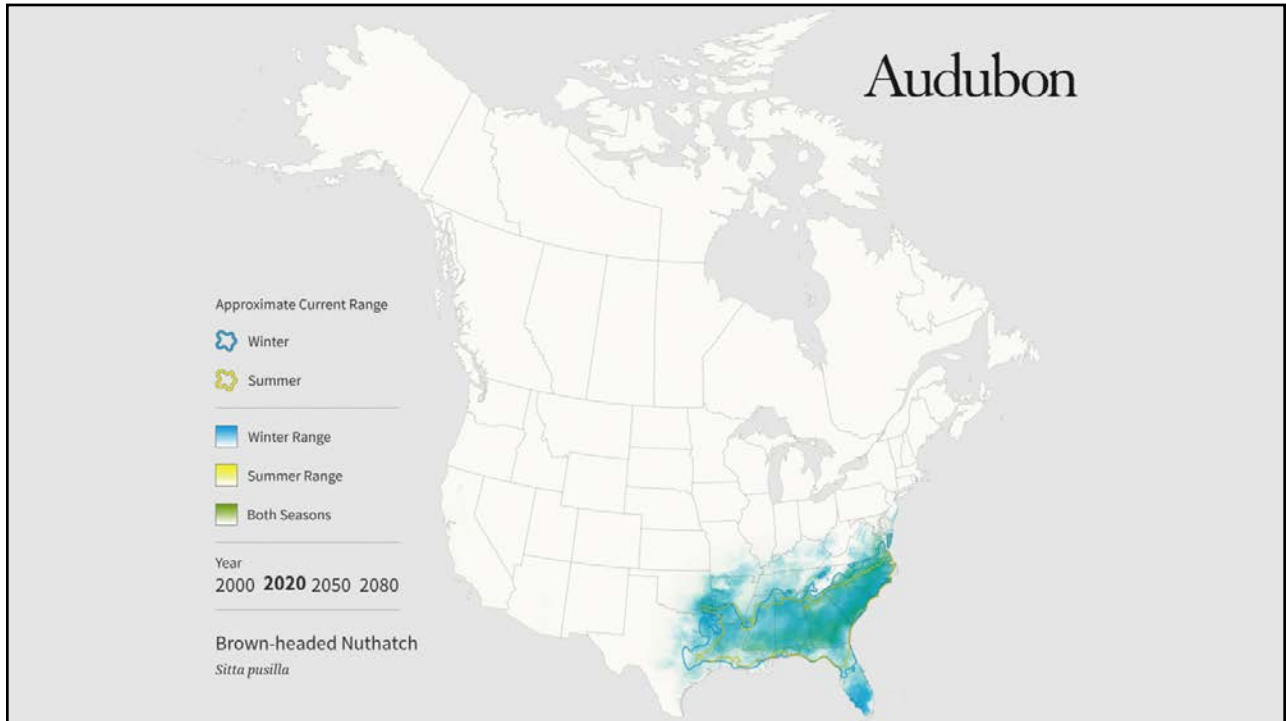 Audubon
Approximate Current Range
Winter
Summer
Winter Range
Summer Range
Both Seasons
Year
2000 2020 2050 2080
Brown-headed Nuthatch
Sitta pusilla